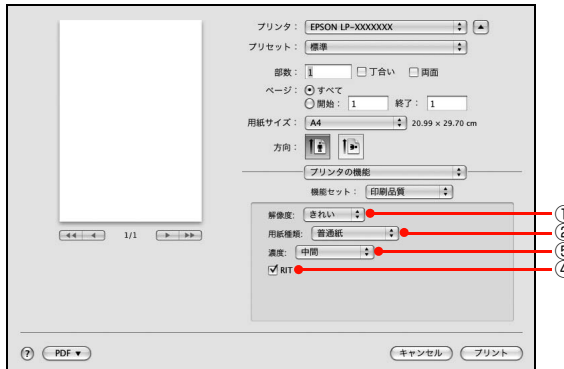 プリンタ： EPSON LP-XXXXXXX
プリセット： 標準
部数： 1 丁合い 両面
ページ： すべて
開始： 1 終了： 1
用紙サイズ： A4 20.99 × 29.70 cm
方向：
プリンタの機能
機能セット： 印刷品質
解像度： きれい ①
用紙種類： 普通紙
1/1
濃度： 中間
RIT ④
? PDF キャンセル プリント